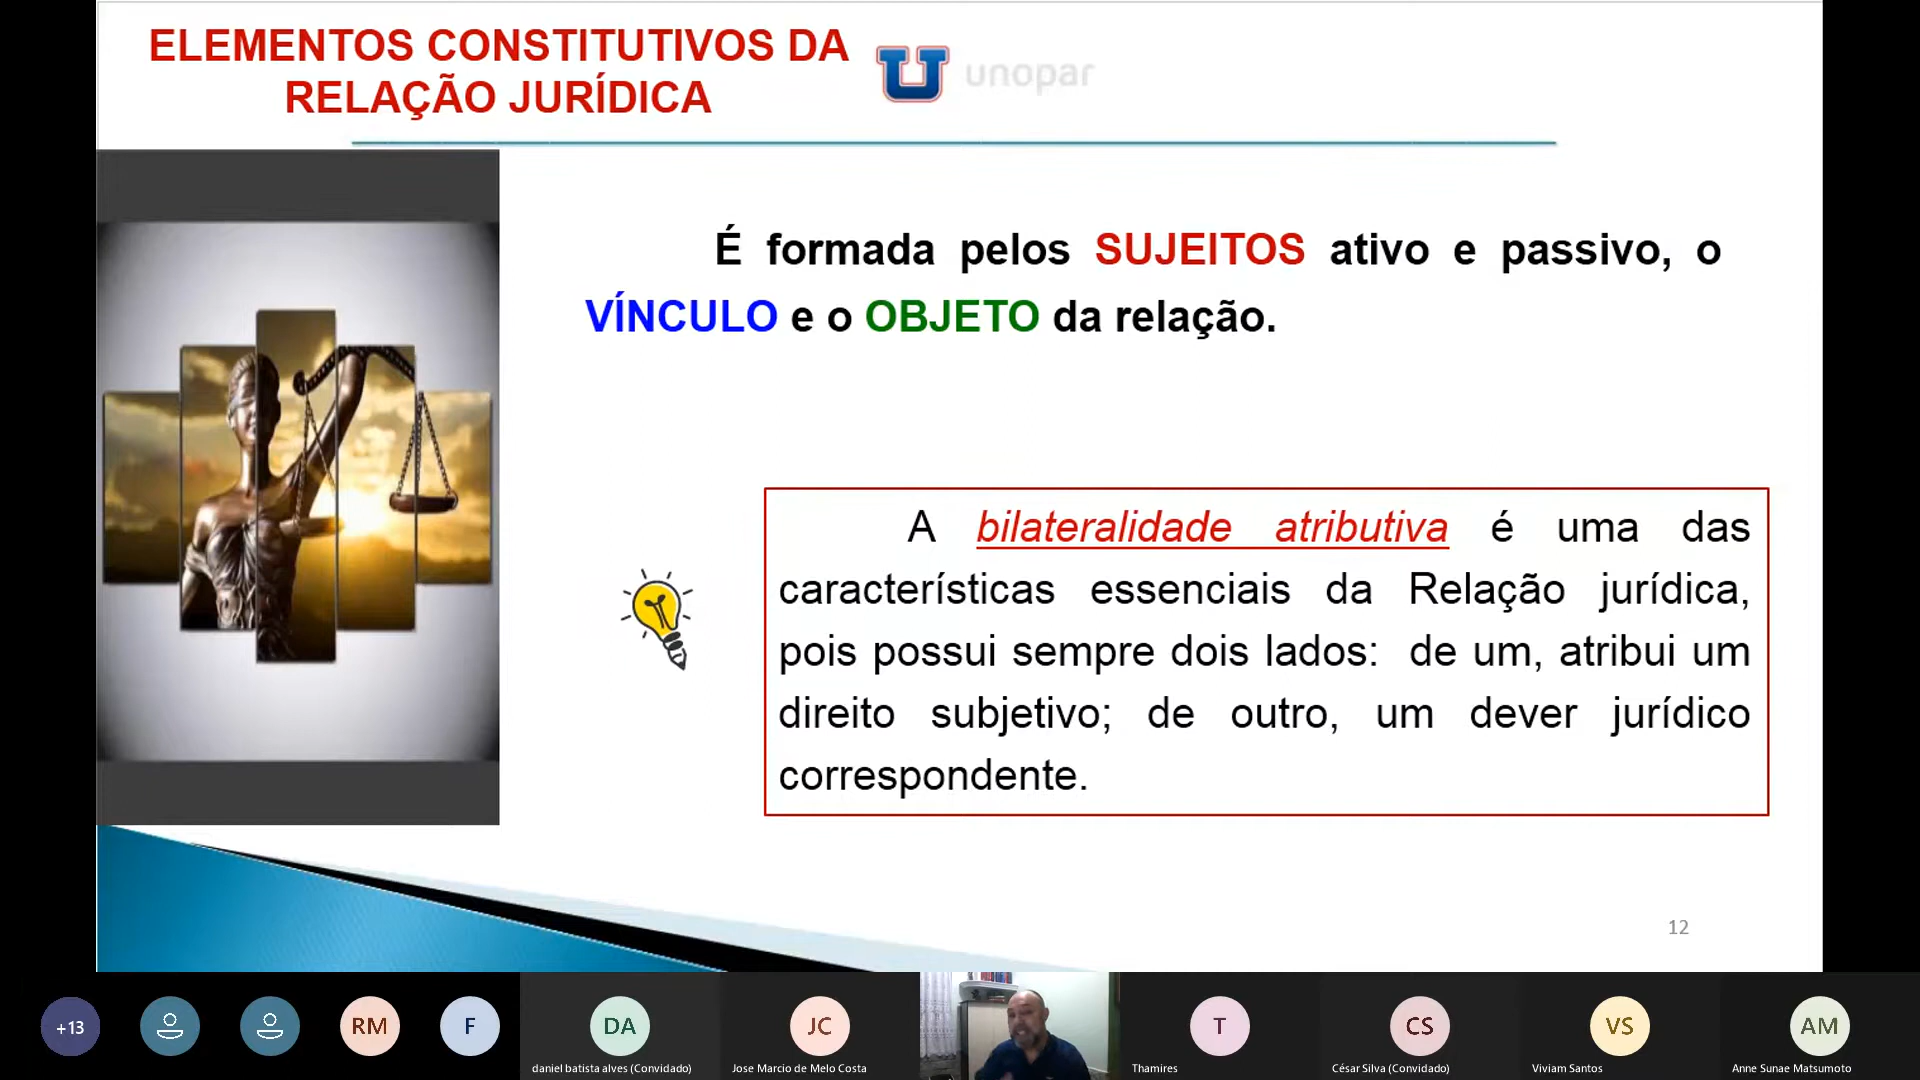 ELEMENTOS CONSTITUTIVOS DA
RELAÇÃO JURÍDICA
unopar
É formada pelos SUJEITOS ativo e passivo, o
VÍNCULO e o OBJETO da relação.
A bilateralidade atributiva é uma das
características essenciais da Relação jurídica,
pois possui sempre dois lados: de um, atribui um
direito subjetivo; de outro, um dever jurídico
correspondente.
12
+13
RM
F
DA
JC
T
CS
VS
AM
daniel batista alves (Convidado)
Jose Marcio de Melo Costa
Thamires
César Silva (Convidado)
Viviam Santos
Anne Sunae Matsumoto